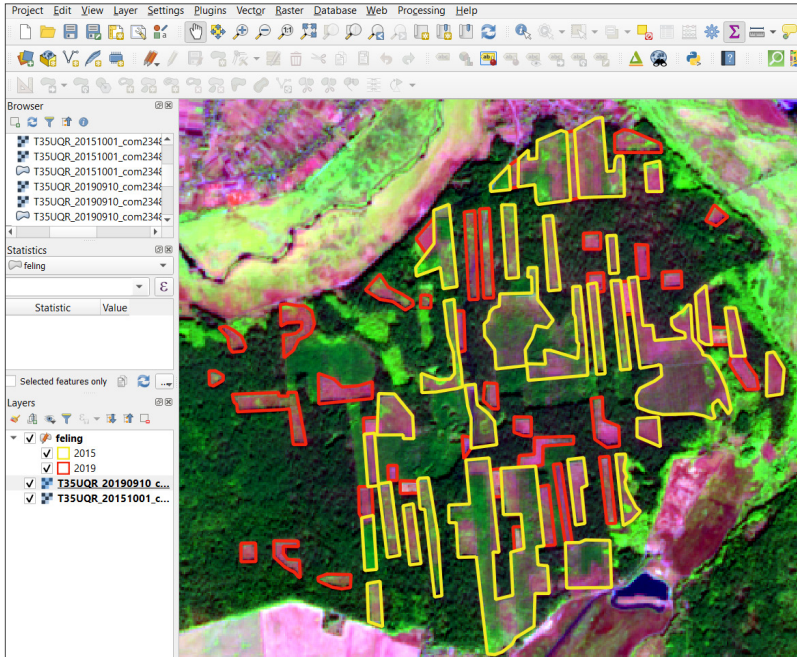 Project Edit View Layer Settings Plugins Vector Raster Database Web Processing Help
Browser
T35UQR_20151001_com2348
T35UQR_20151001_com2348
T35UQR_20151001_com2348
T35UQR_20190910_com2348
T35UQR_20190910_com2348
T35UQR_20190910_com2348
Statistics
feling
ε
Statistic Value
Selected features only
Layers
feling
2015
2019
T35UQR_20190910_c...
T35UQR_20151001_c...